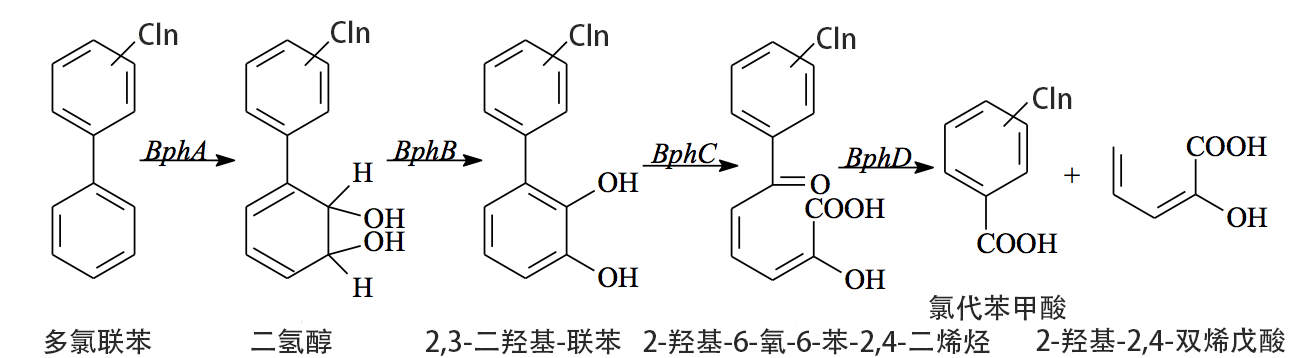 Cln
Cln
Cln
Cln
Cln
BphA
BphB
BphC
BphD
H
OH
OH
H
OH
OH
O
COOH
OH
COOH
+
COOH
OH
多氯联苯
二氢醇
2,3-二羟基-联苯
2-羟基-6-氧-6-苯-2,4-二烯烃
氯代苯甲酸
2-羟基-2,4-双烯戊酸